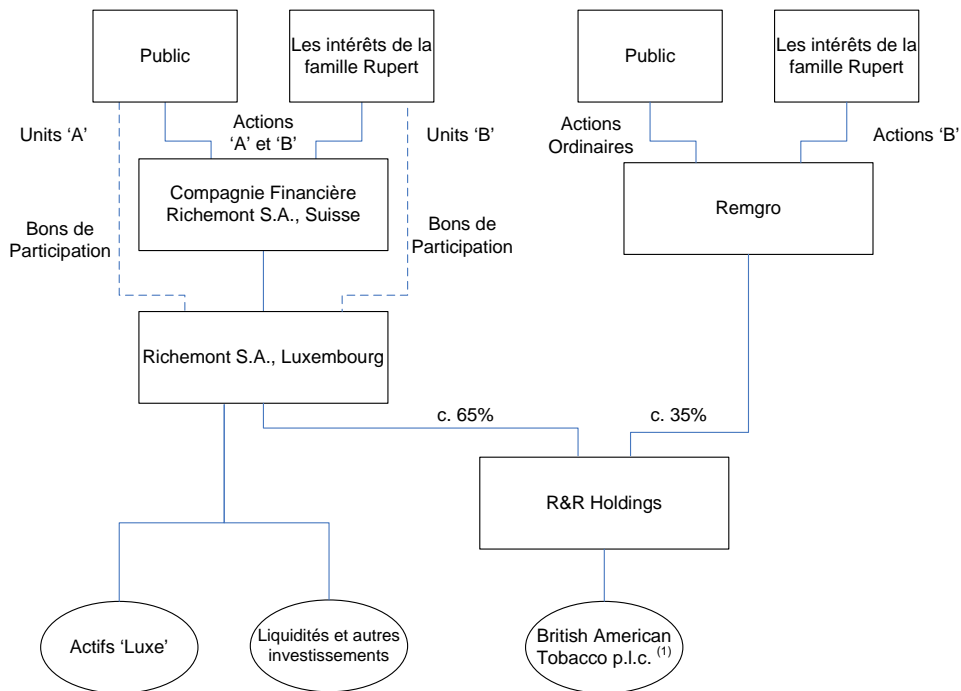 Public
Les intérêts de la
famille Rupert
Public
Les intérêts de la
famille Rupert
Units ‘A’
Actions
‘A’ et ‘B’
Units ‘B’
Actions
Ordinaires
Actions ‘B’
Compagnie Financière
Richemont S.A., Suisse
Remgro
Bons de
Participation
Bons de
Participation
Richemont S.A., Luxembourg
c. 65%
c. 35%
R&R Holdings
Actifs ‘Luxe’
Liquidités et autres
investissements
British American
Tobacco p.l.c. (1)